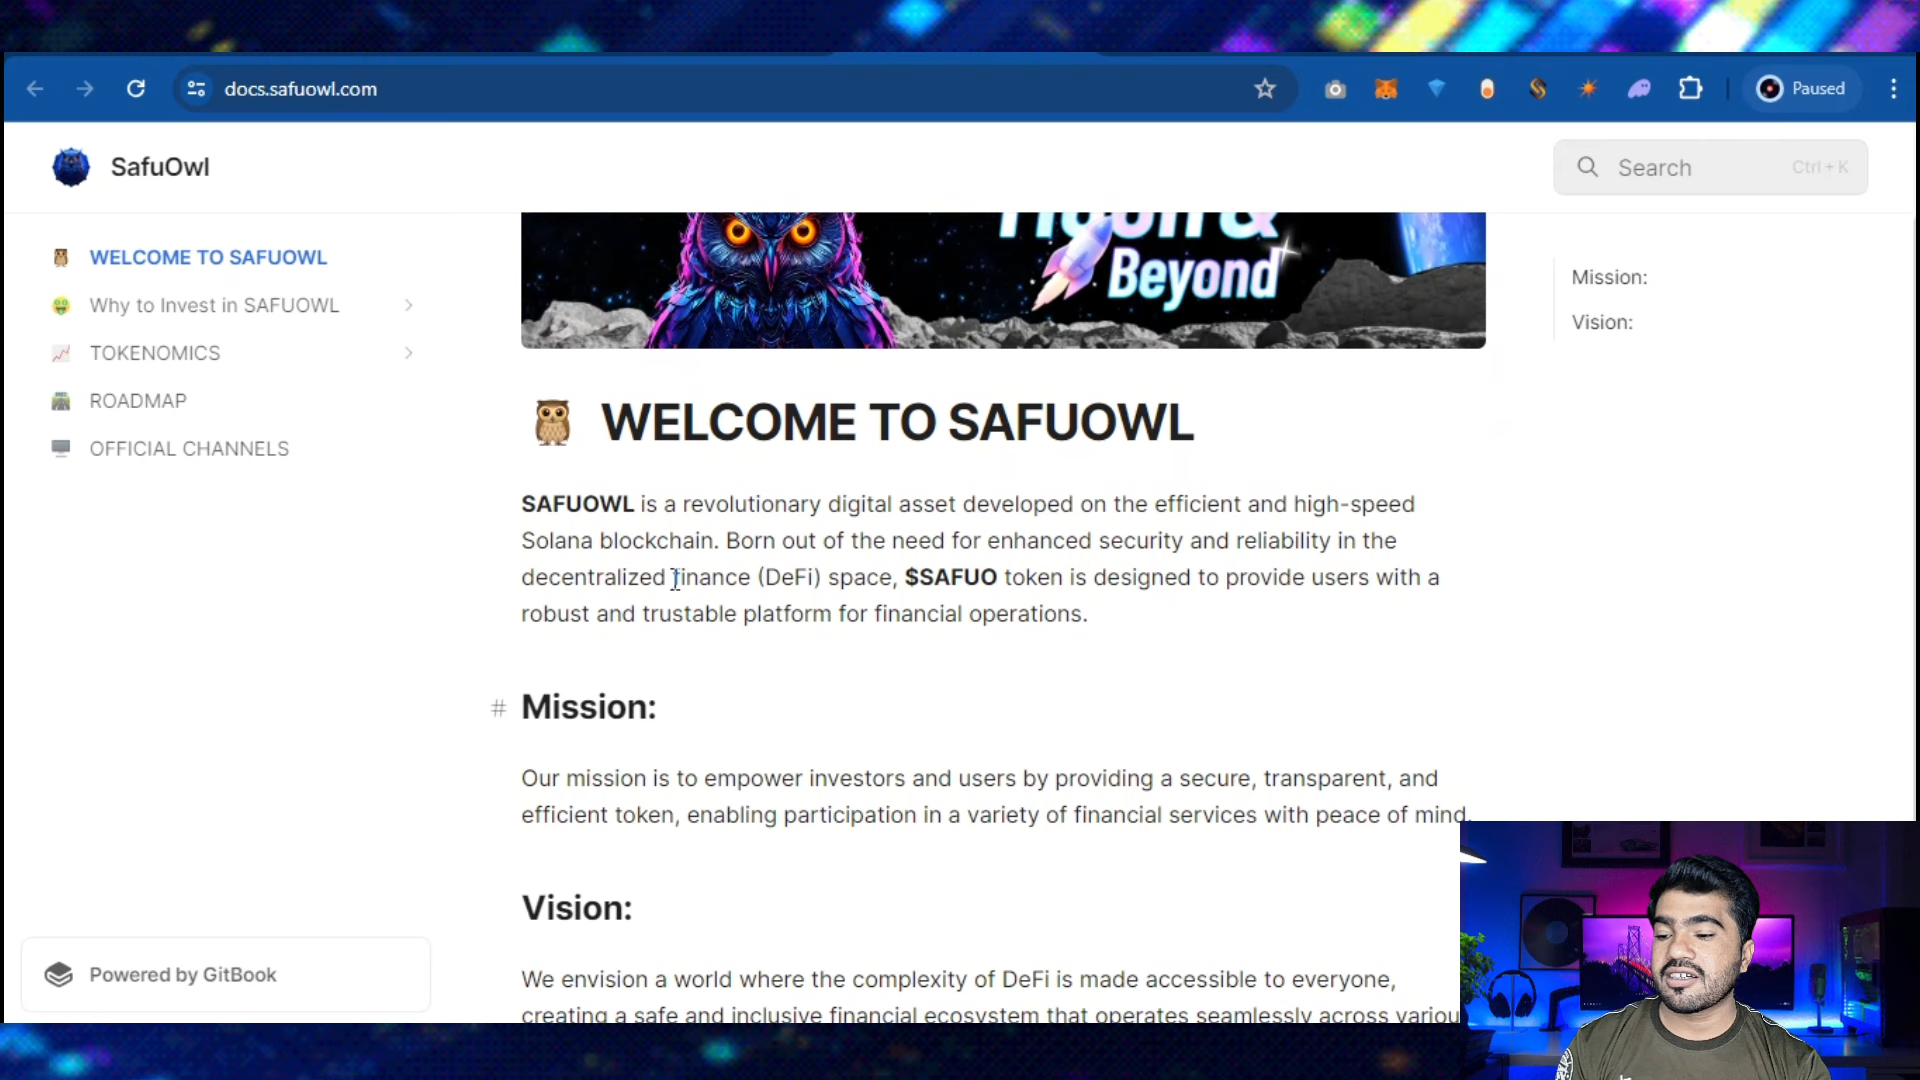 docs.safuowl.com
Paused
SafuOwl
Search
Ctrl + K
WELCOME TO SAFUOWL
Why to Invest in SAFUOWL
TOKENOMICS
ROADMAP
OFFICIAL CHANNELS
Powered by GitBook
Moon &
Beyond
WELCOME TO SAFUOWL
SAFUOWL is a revolutionary digital asset developed on the efficient and high-speed
Solana blockchain. Born out of the need for enhanced security and reliability in the
decentralized finance (DeFi) space, $SAFUO token is designed to provide users with a
robust and trustable platform for financial operations.
# Mission:
Our mission is to empower investors and users by providing a secure, transparent, and
efficient token, enabling participation in a variety of financial services with peace of mind.
Vision:
We envision a world where the complexity of DeFi is made accessible to everyone,
creating a safe and inclusive financial ecosystem that operates seamlessly across variou
Mission:
Vision: